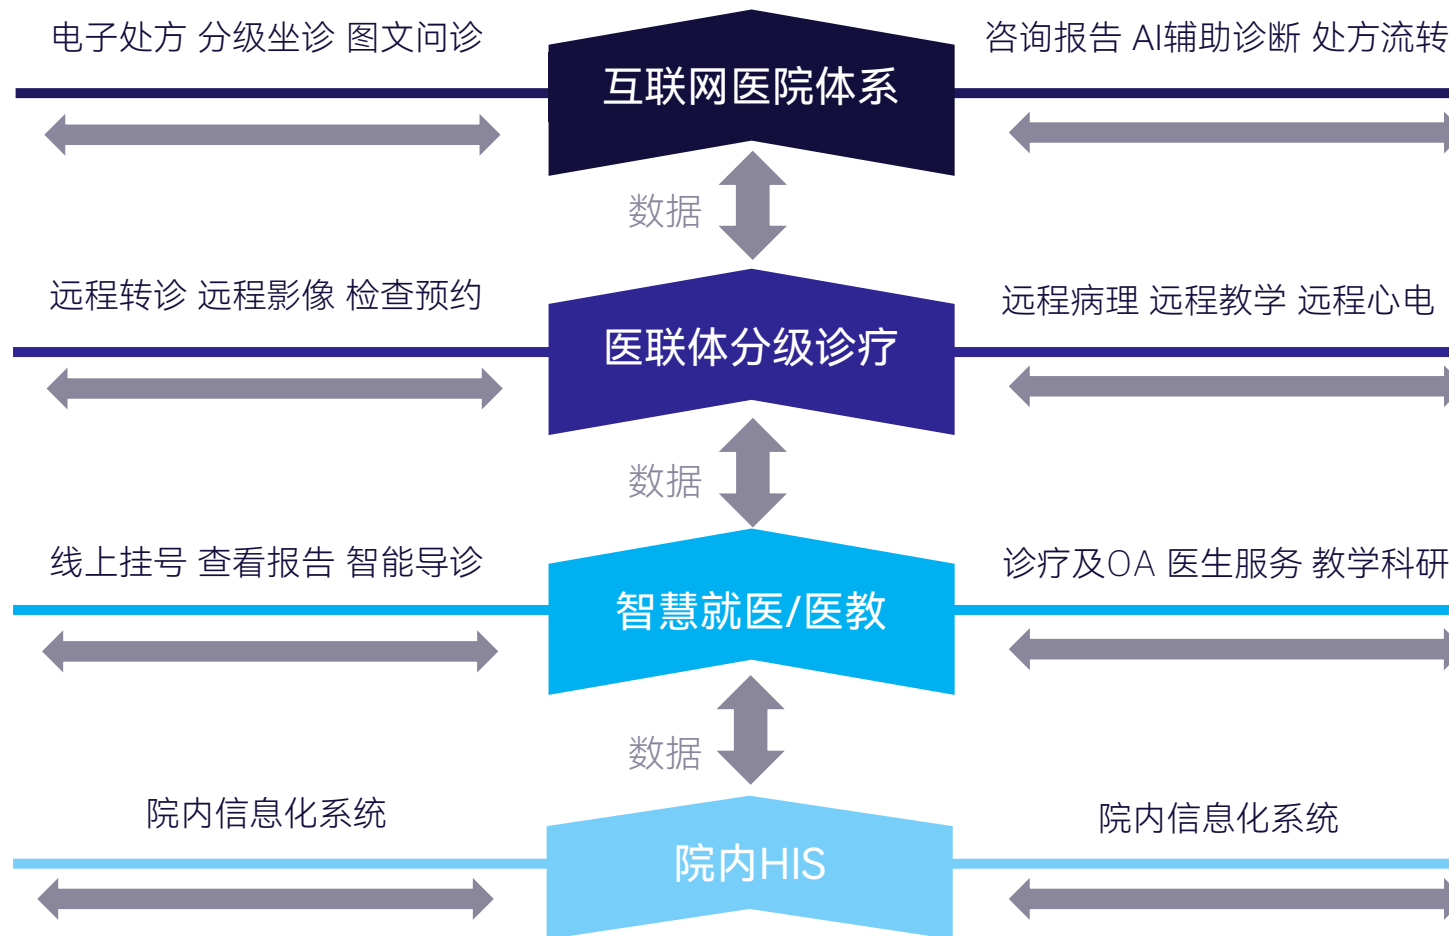 电子处方 分级坐诊 图文问诊
互联网医院体系
咨询报告 AI辅助诊断 处方流转
数据
远程转诊 远程影像 检查预约
医联体分级诊疗
远程病理 远程教学 远程心电
数据
线上挂号 查看报告 智能导诊
智慧就医/医教
诊疗及OA 医生服务 教学科研
数据
院内信息化系统
院内HIS
院内信息化系统